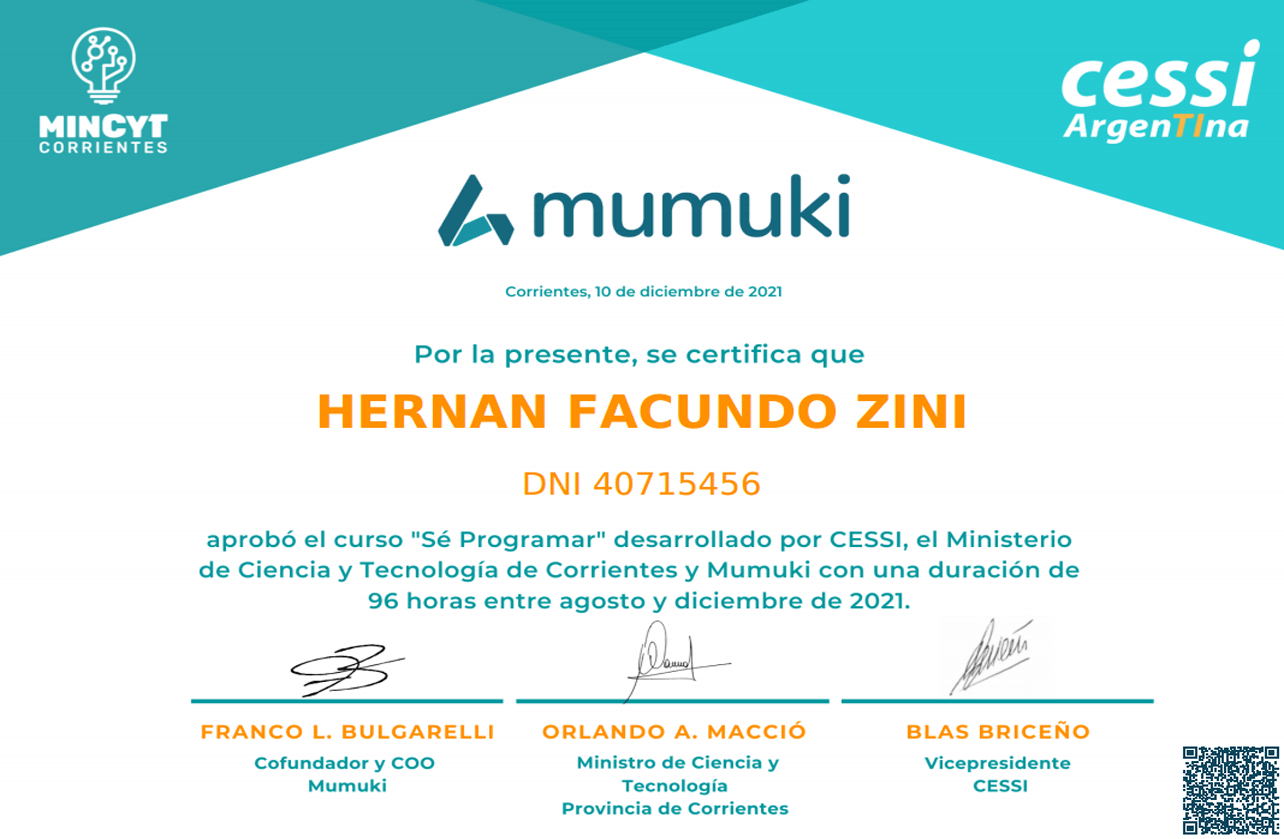 MINCYT
CORRIENTES
cessi
ArgenTIna
mumuki
Corrientes, 10 de diciembre de 2021
Por la presente, se certifica que
HERNAN FACUNDO ZINI
DNI 40715456
aprobó el curso "Sé Programar" desarrollado por CESSI, el Ministerio
de Ciencia y Tecnología de Corrientes y Mumuki con una duración de
96 horas entre agosto y diciembre de 2021.
FRANCO L. BULGARELLI
Cofundador y COO
Mumuki
ORLANDO A. MACCIÓ
Ministro de Ciencia y
Tecnología
Provincia de Corrientes
BLAS BRICEÑO
Vicepresidente
CESSI